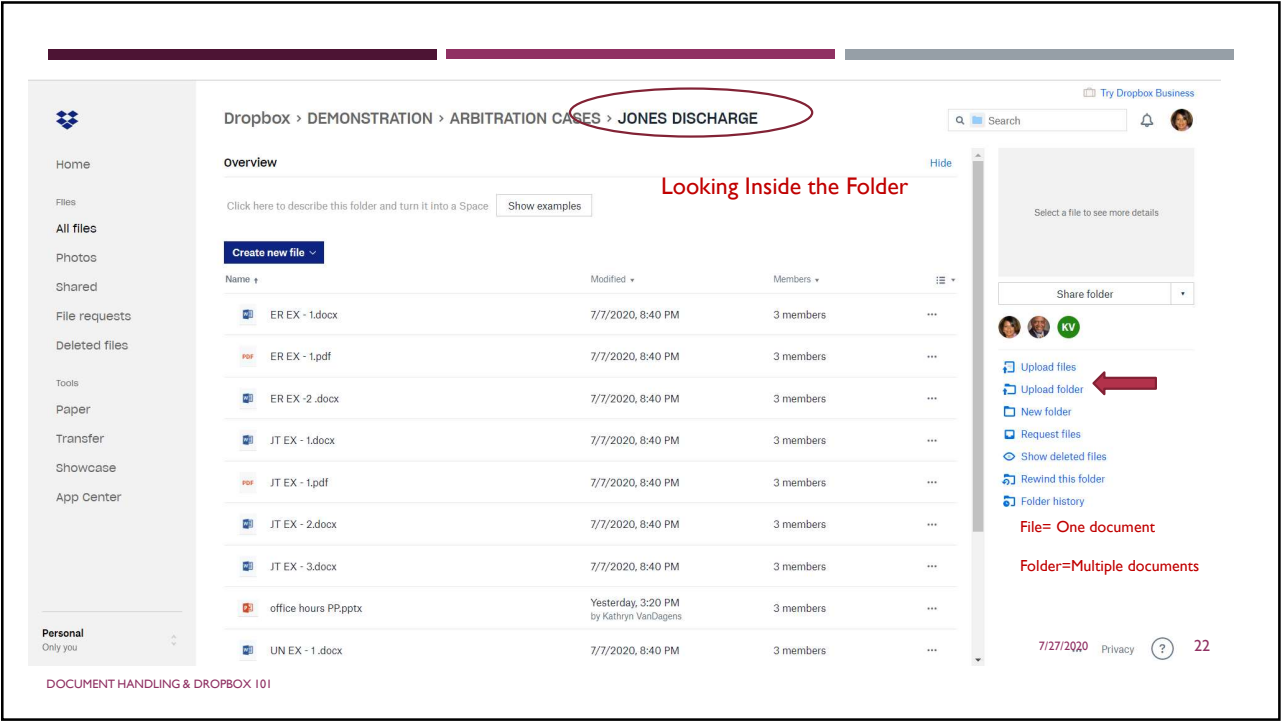 Try Dropbox Business
Dropbox › DEMONSTRATION › ARBITRATION CASES › JONES DISCHARGE
Search
Home
Files
All files
Photos
Shared
File requests
Deleted files
Tools
Paper
Transfer
Showcase
App Center
Personal
Only you
Overview
Hide
Looking Inside the Folder
Click here to describe this folder and turn it into a Space
Show examples
Create new file
Name Modified Members
ER EX - 1.docx 7/7/2020, 8:40 PM 3 members
PDF ER EX - 1.pdf 7/7/2020, 8:40 PM 3 members
ER EX -2 .docx 7/7/2020, 8:40 PM 3 members
JT EX - 1.docx 7/7/2020, 8:40 PM 3 members
PDF JT EX - 1.pdf 7/7/2020, 8:40 PM 3 members
JT EX - 2.docx 7/7/2020, 8:40 PM 3 members
JT EX - 3.docx 7/7/2020, 8:40 PM 3 members
office hours PP.pptx Yesterday, 3:20 PM 3 members
by Kathryn VanDagens
UN EX - 1 .docx 7/7/2020, 8:40 PM 3 members
Select a file to see more details
Share folder
KV
Upload files
Upload folder
New folder
Request files
Show deleted files
Rewind this folder
Folder history
File= One document
Folder=Multiple documents
7/27/2020 Privacy ? 22
DOCUMENT HANDLING & DROPBOX 101